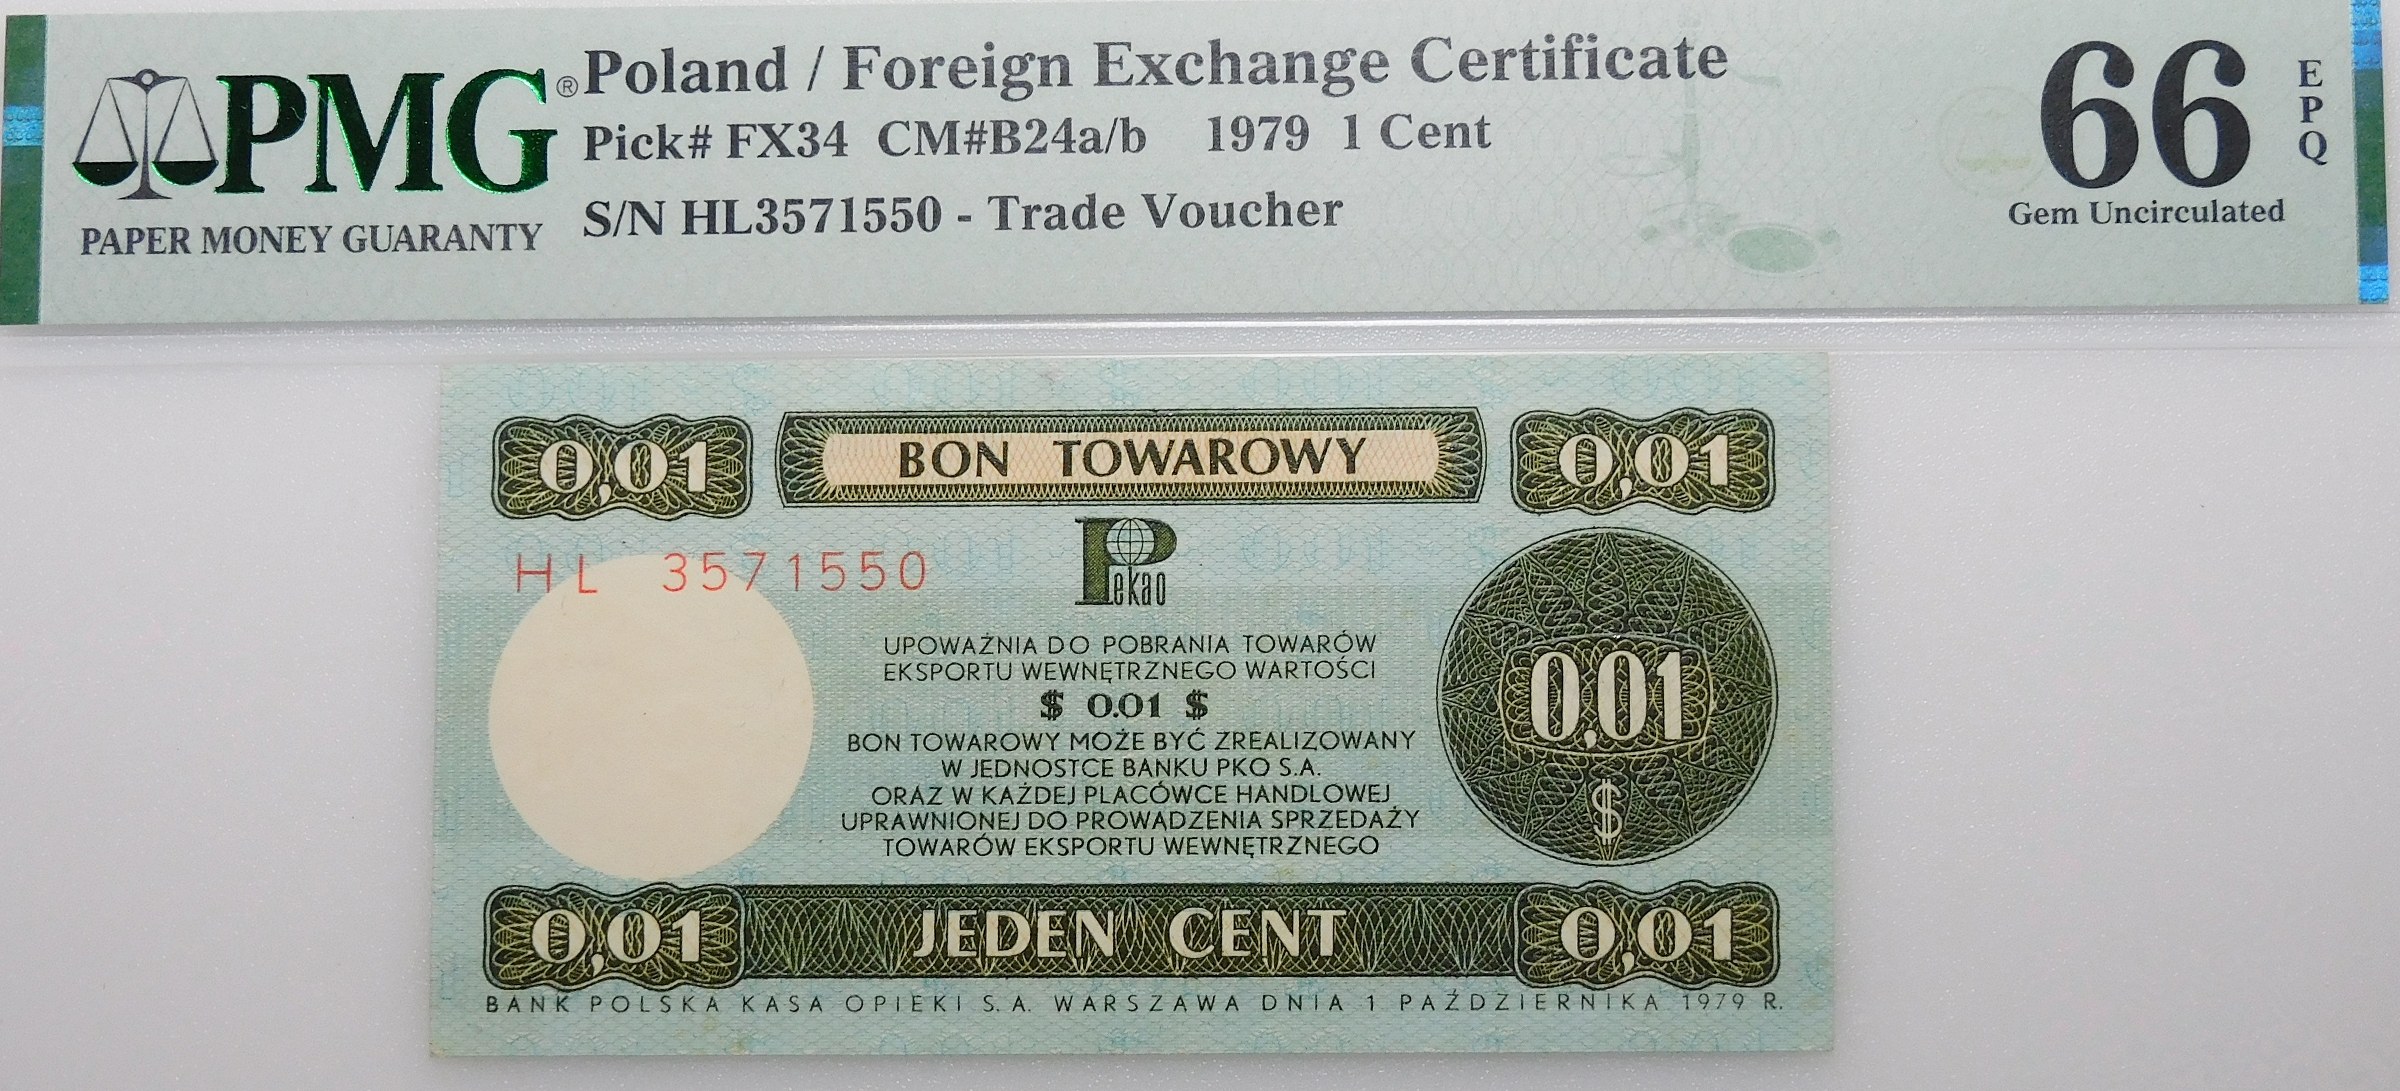 PMG® Poland / Foreign Exchange Certificate
Pick# FX34 CM#B24a/b 1979 1 Cent
S/N HL3571550 - Trade Voucher
PAPER MONEY GUARANTY
66 EPQ
Gem Uncirculated
0,01 BON TOWAROWY 0,01
HL 3571550
Pekao
UPOWAŻNIA DO POBRANIA TOWARÓW
EKSPORTU WEWNĘTRZNEGO WARTOŚCI
$ 0.01 $
BON TOWAROWY MOŻE BYĆ ZREALIZOWANY
W JEDNOSTCE BANKU PKO S.A.
ORAZ W KAŻDEJ PLACÓWCE HANDLOWEJ
UPRAWNIONEJ DO PROWADZENIA SPRZEDAŻY
TOWARÓW EKSPORTU WEWNĘTRZNEGO
0,01
$
0,01 JEDEN CENT 0,01
BANK POLSKA KASA OPIEKI S.A. WARSZAWA DNIA 1 PAŹDZIERNIKA 1979 R.